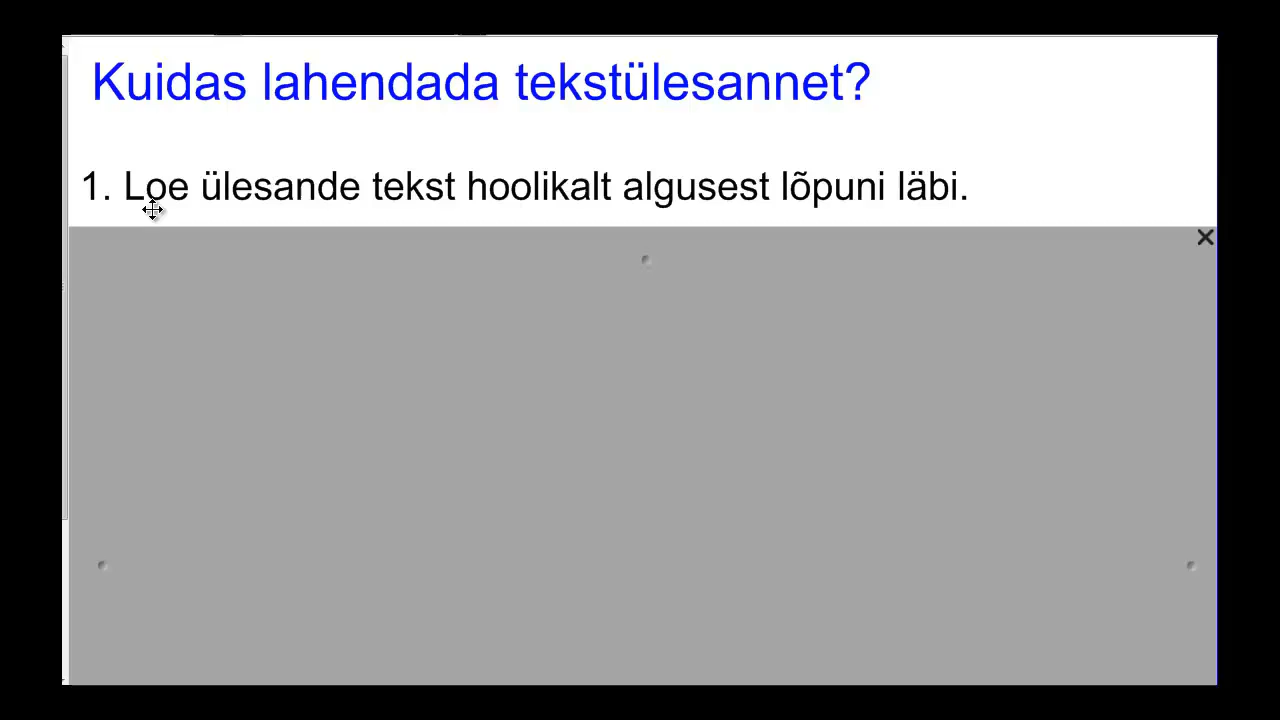 Kuidas lahendada tekstülesannet?
1. Loe ülesande tekst hoolikalt algusest lõpuni läbi.